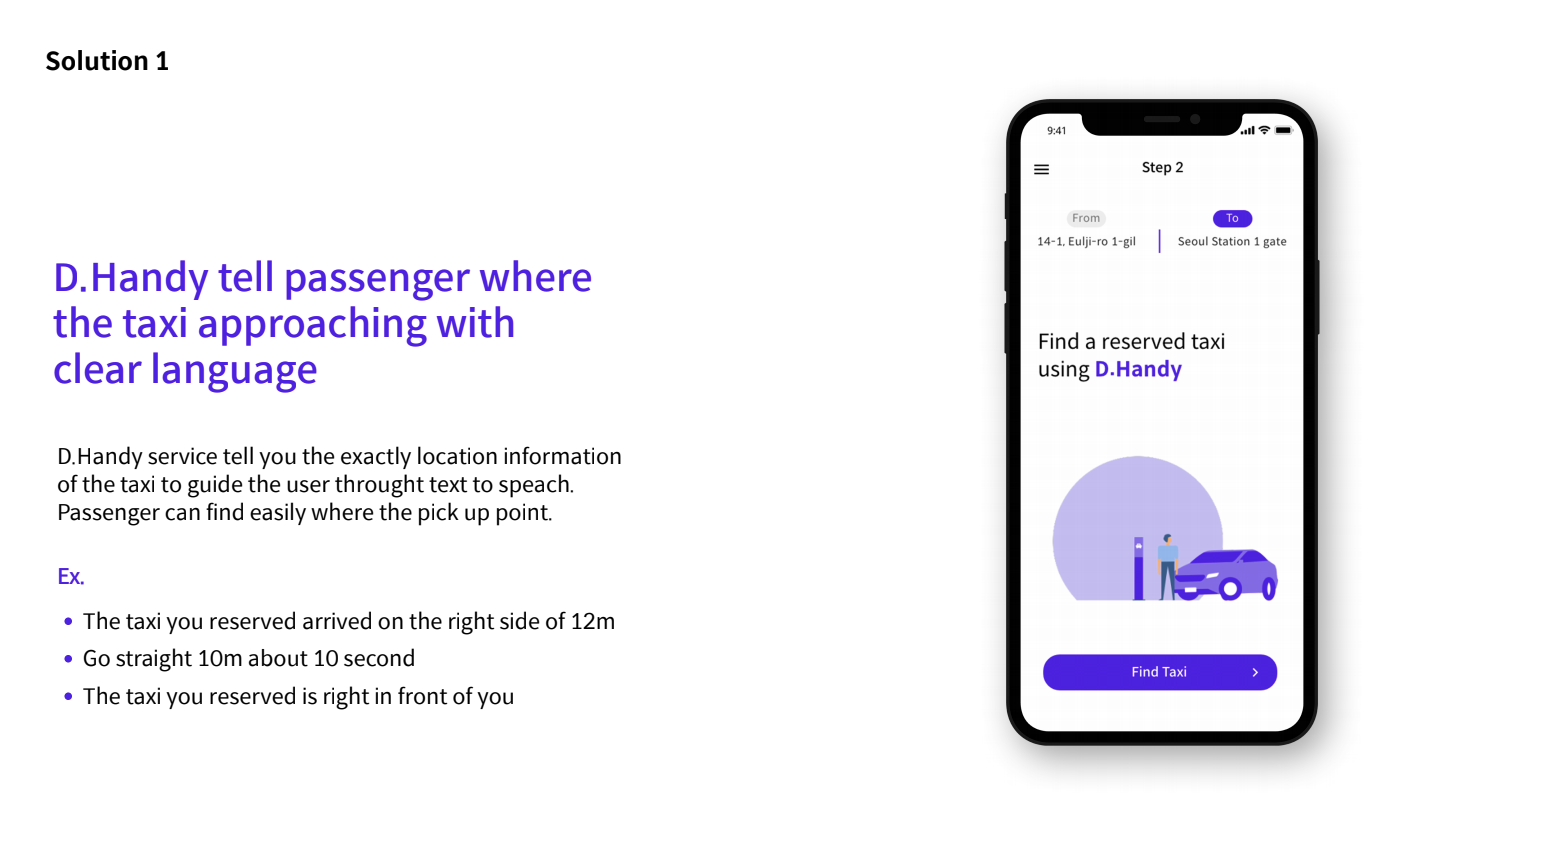 Solution 1
D.Handy tell passenger where
the taxi approaching with
clear language
D.Handy service tell you the exactly location information
of the taxi to guide the user throught text to speach.
Passenger can find easily where the pick up point.
Ex.
• The taxi you reserved arrived on the right side of 12m
• Go straight 10m about 10 second
• The taxi you reserved is right in front of you
9:41
Step 2
From
To
14-1, Eulji-ro 1-gil
Seoul Station 1 gate
Find a reserved taxi
using D.Handy
Find Taxi